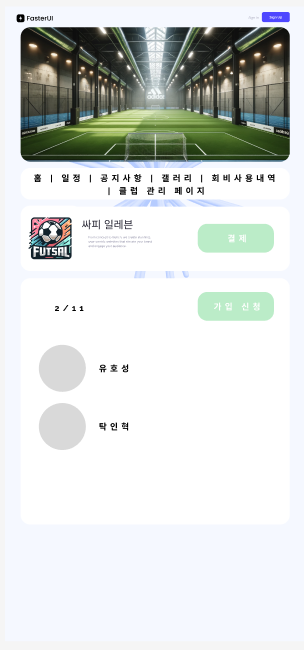 FasterUI
Sign Up
홈 | 일정 | 공지사항 | 갤러리 | 회비사용내역
| 클럽 관리 페이지
FUTSAL
싸피 일레븐
결제
2/11
가입 신청
유호성
탁인혁